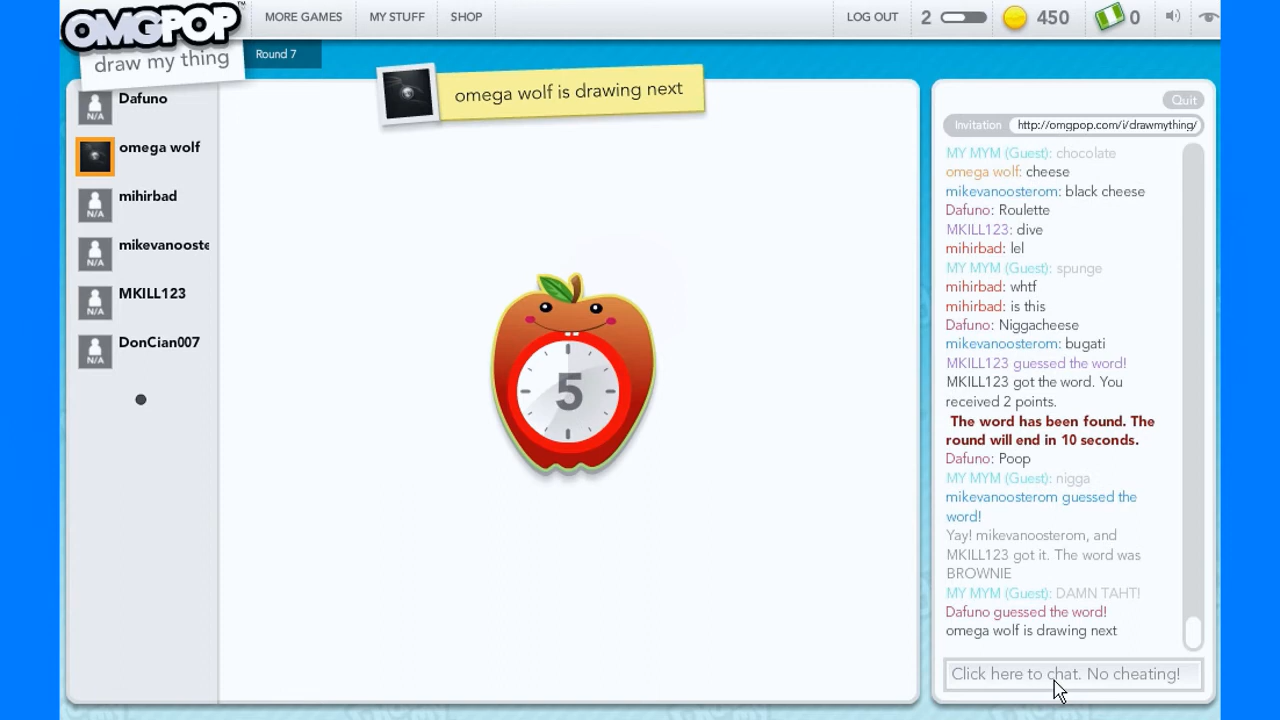 OMGPOP™
draw my thing
MORE GAMES
MY STUFF
SHOP
LOG OUT
2
450
0
Round 7
omega wolf is drawing next
N/A Dafuno
omega wolf
N/A mihirbad
N/A mikevanooste
N/A MKILL123
N/A DonCian007
5
Quit
Invitation http://omgpop.com/i/drawmything/
MY MYM (Guest): chocolate
omega wolf: cheese
mikevanoosterom: black cheese
Dafuno: Roulette
MKILL123: dive
mihirbad: lel
MY MYM (Guest): spunge
mihirbad: whtf
mihirbad: is this
Dafuno: Niggacheese
mikevanoosterom: bugati
MKILL123 guessed the word!
MKILL123 got the word. You
received 2 points.
The word has been found. The
round will end in 10 seconds.
Dafuno: Poop
MY MYM (Guest): nigga
mikevanoosterom guessed the
word!
Yay! mikevanoosterom, and
MKILL123 got it. The word was
BROWNIE
MY MYM (Guest): DAMN TAHT!
Dafuno guessed the word!
omega wolf is drawing next
Click here to chat. No cheating!